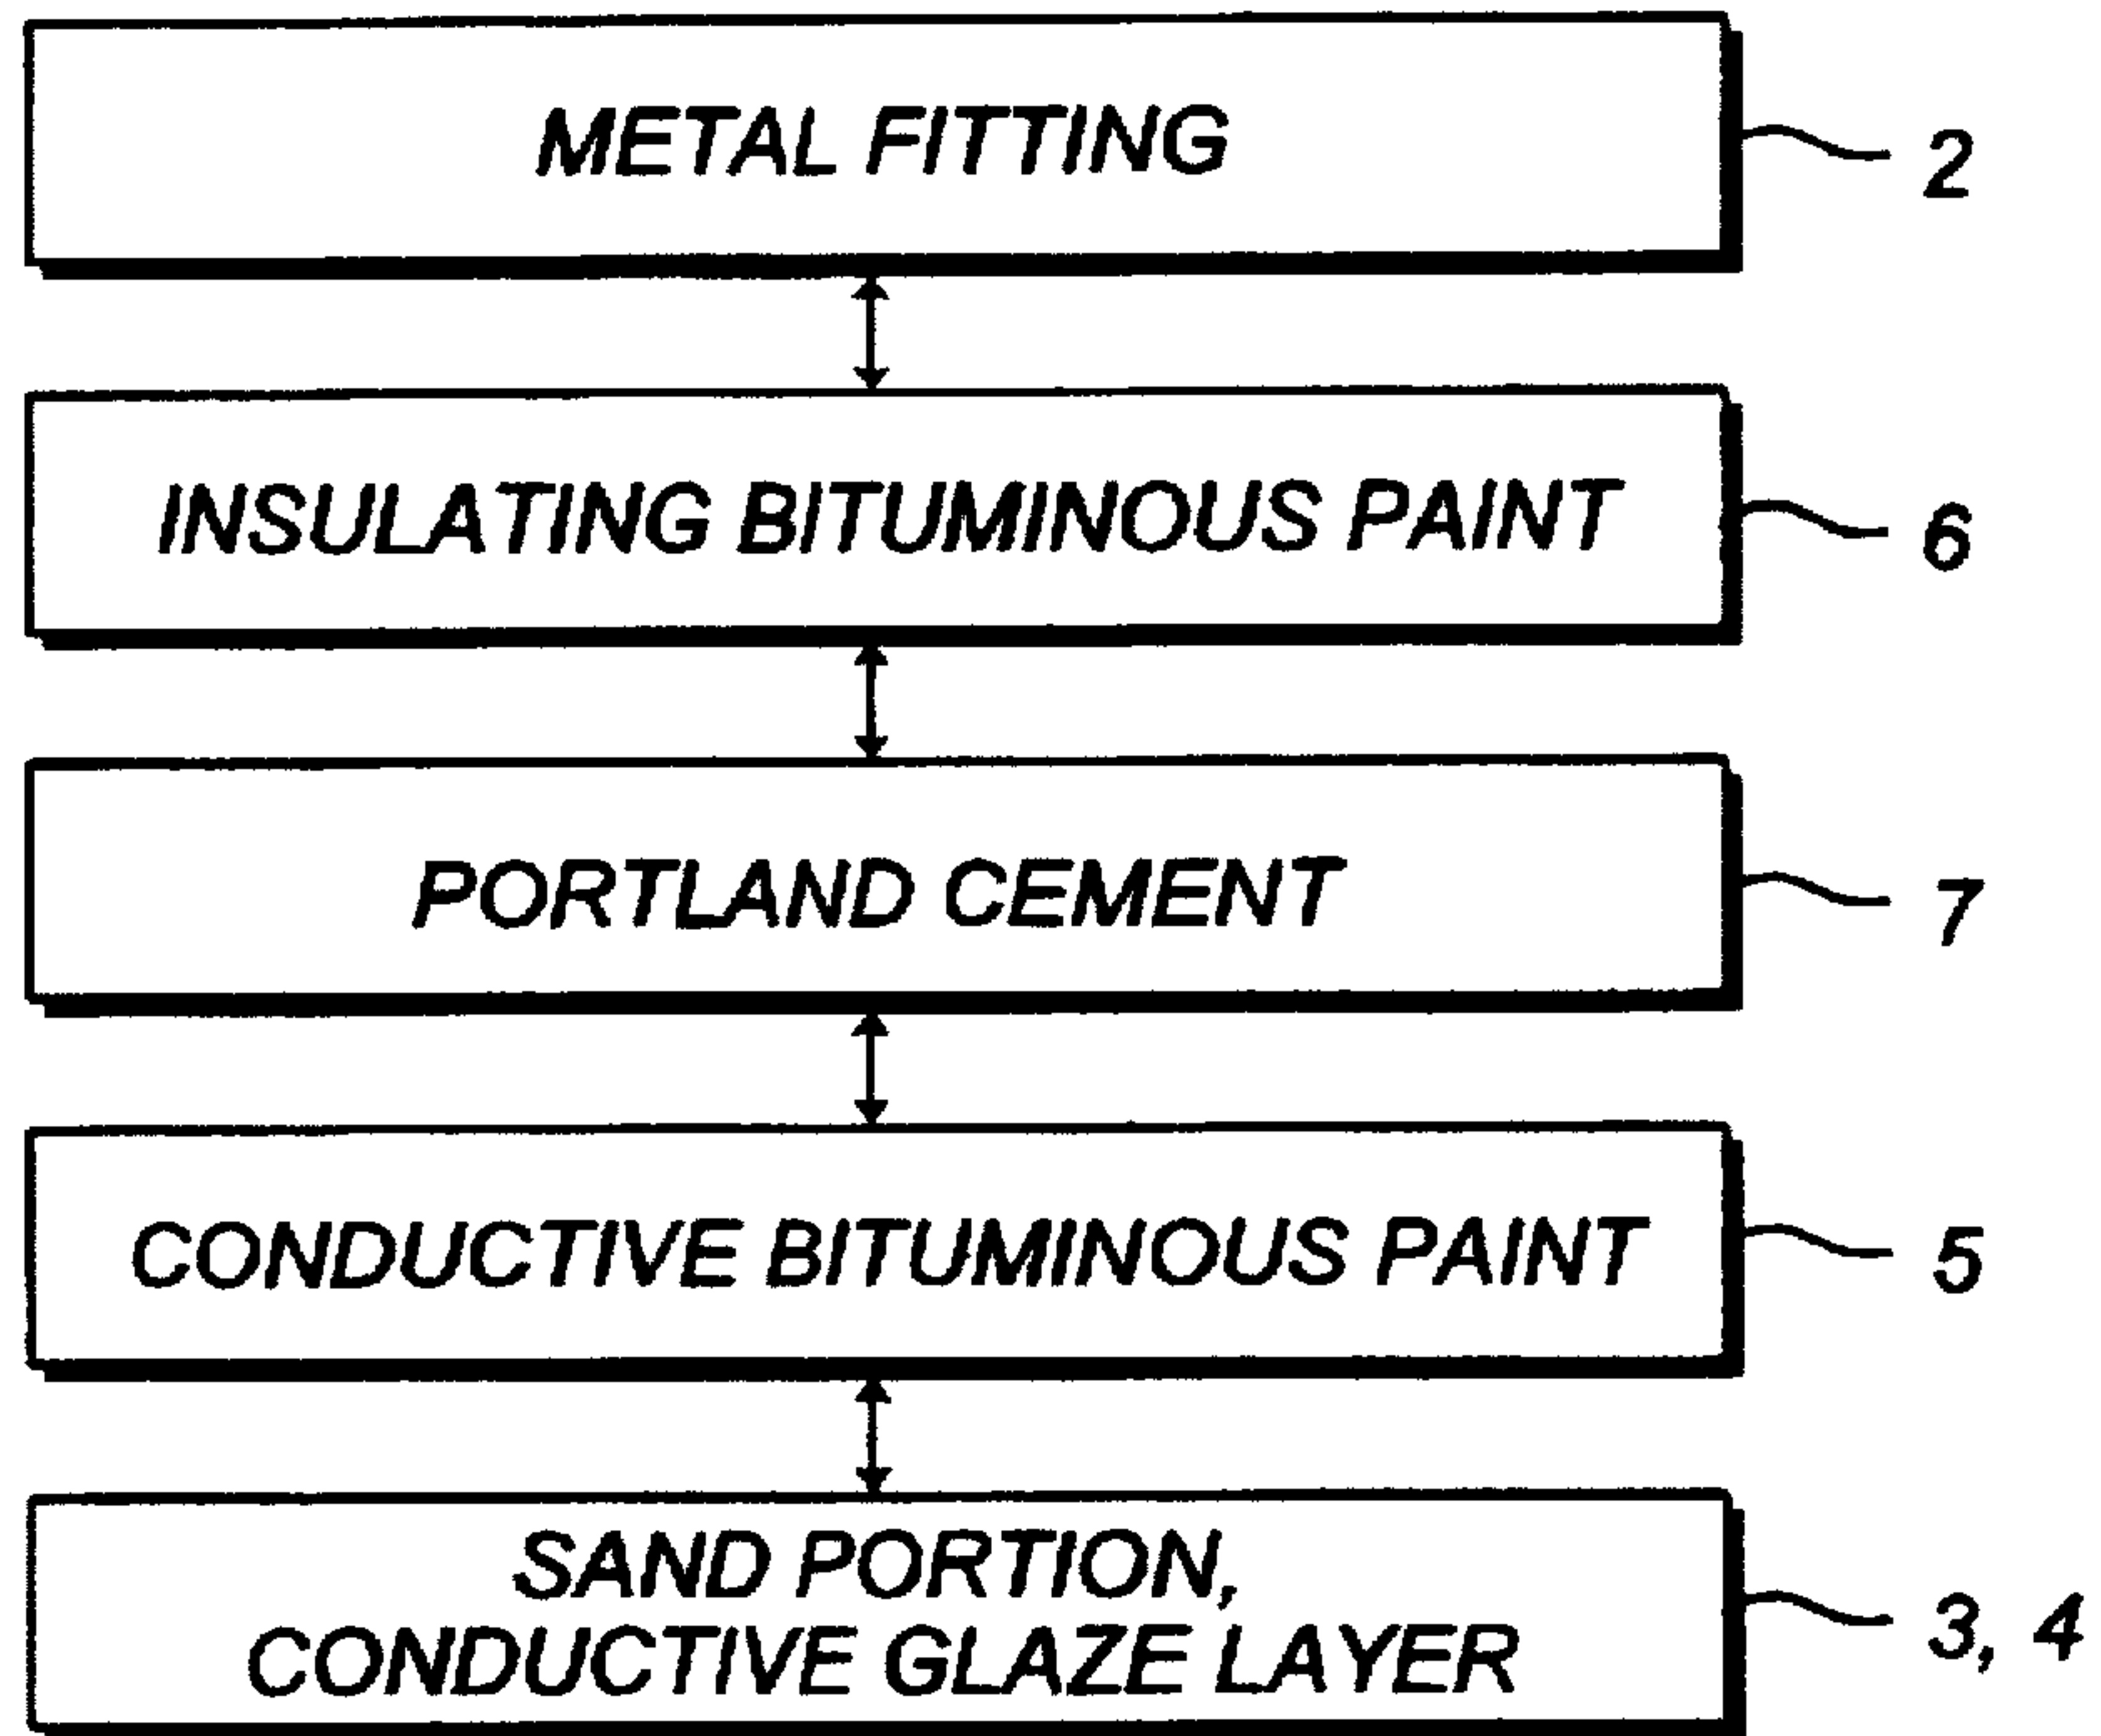 METAL FITTING
2
INSULATING BITUMINOUS PAINT
6
PORTLAND CEMENT
7
CONDUCTIVE BITUMINOUS PAINT
5
SAND PORTION,
CONDUCTIVE GLAZE LAYER
3, 4